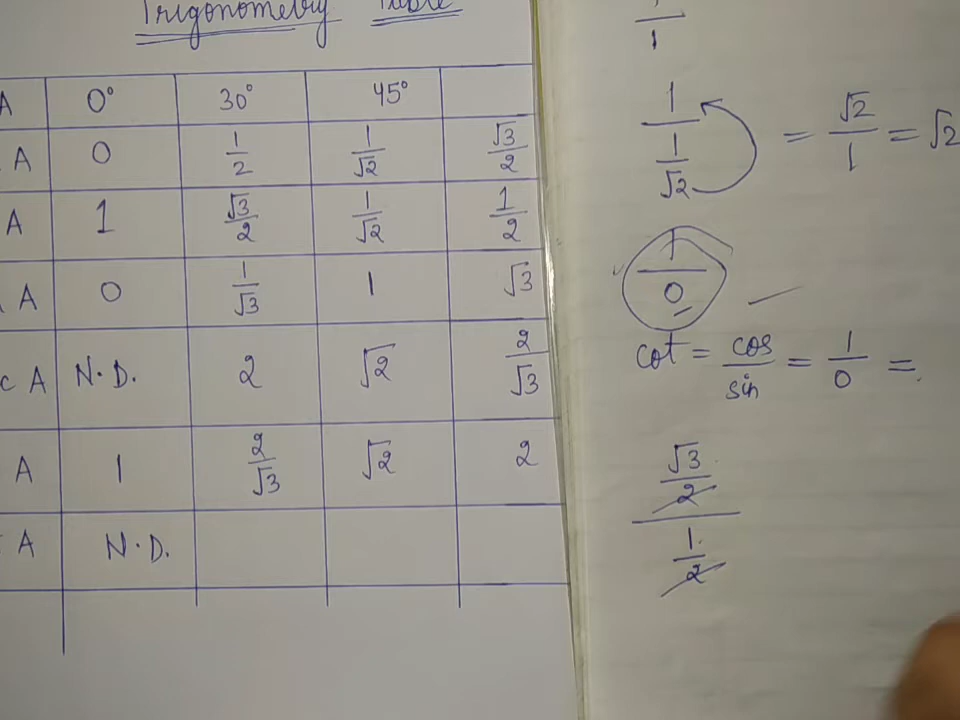 Trigonometry Table
A 0° 30° 45°
A 0 1/2 1/√2 √3/2
A 1 √3/2 1/√2 1/2
A 0 1/√3 1 √3
c A N.D. 2 √2 2/√3
A 1 2/√3 √2 2
A N.D.
1
1/(1/√2) = √2/1 = √2
1/0
cot = cos/sin = 1/0 =
(√3/2)/(1/2)